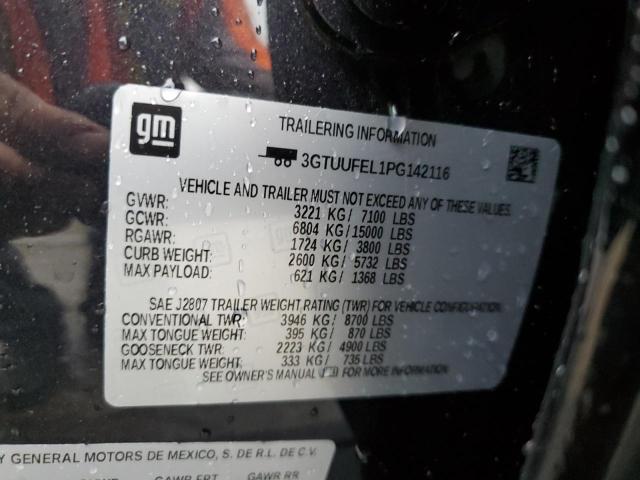 gm
TRAILERING INFORMATION
3GTUUFEL1PG142116
VEHICLE AND TRAILER MUST NOT EXCEED ANY OF THESE VALUES.
GVWR: 3221 KG/ 7100 LBS
GCWR: 6804 KG/15000 LBS
RGAWR: 1724 KG/ 3800 LBS
CURB WEIGHT: 2600 KG/ 5732 LBS
MAX PAYLOAD: 621 KG/ 1368 LBS
SAE J2807 TRAILER WEIGHT RATING (TWR) FOR VEHICLE CONFIGURATION.
CONVENTIONAL TWR: 3946 KG/ 8700 LBS
MAX TONGUE WEIGHT: 395 KG/ 870 LBS
GOOSENECK TWR: 2223 KG/ 4900 LBS
MAX TONGUE WEIGHT: 333 KG/ 735 LBS
SEE OWNER'S MANUAL FOR MORE INFORMATION
Y GENERAL MOTORS DE MEXICO, S. DE R.L. DE C.V.
GAWR FRT GAWR RR